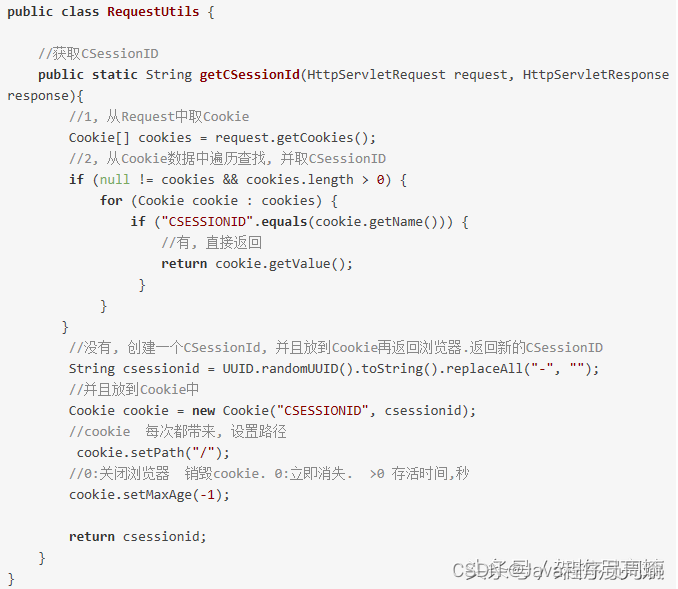 public class RequestUtils {
//获取CSessionID
public static String getCSessionId(HttpServletRequest request, HttpServletResponse
response){
//1, 从Request中取Cookie
Cookie[] cookies = request.getCookies();
//2, 从Cookie数据中遍历查找, 并取CSessionID
if (null != cookies && cookies.length > 0) {
for (Cookie cookie : cookies) {
if ("CSESSIONID".equals(cookie.getName())) {
//有, 直接返回
return cookie.getValue();
}
}
}
//没有, 创建一个CSessionId, 并且放到Cookie再返回浏览器.返回新的CSessionID
String csessionid = UUID.randomUUID().toString().replaceAll("-", "");
//并且放到Cookie中
Cookie cookie = new Cookie("CSESSIONID", csessionid);
//cookie  每次都带来, 设置路径
cookie.setPath("/");
//0:关闭浏览器  销毁cookie. 0:立即消失.  >0 存活时间,秒
cookie.setMaxAge(-1);
return csessionid;
}
}